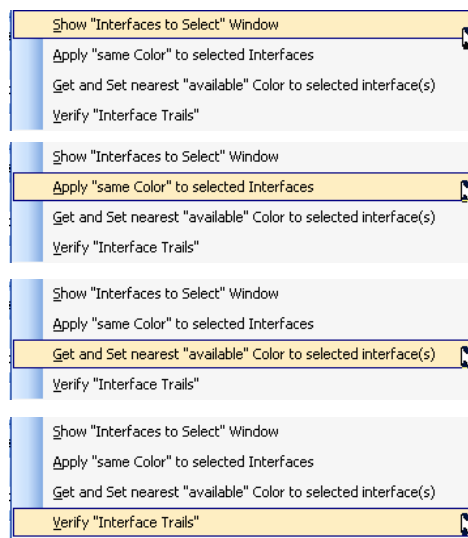 Show "Interfaces to Select" Window
Apply "same Color" to selected Interfaces
Get and Set nearest "available" Color to selected interface(s)
Verify "Interface Trails"
Show "Interfaces to Select" Window
Apply "same Color" to selected Interfaces
Get and Set nearest "available" Color to selected interface(s)
Verify "Interface Trails"
Show "Interfaces to Select" Window
Apply "same Color" to selected Interfaces
Get and Set nearest "available" Color to selected interface(s)
Verify "Interface Trails"
Show "Interfaces to Select" Window
Apply "same Color" to selected Interfaces
Get and Set nearest "available" Color to selected interface(s)
Verify "Interface Trails"